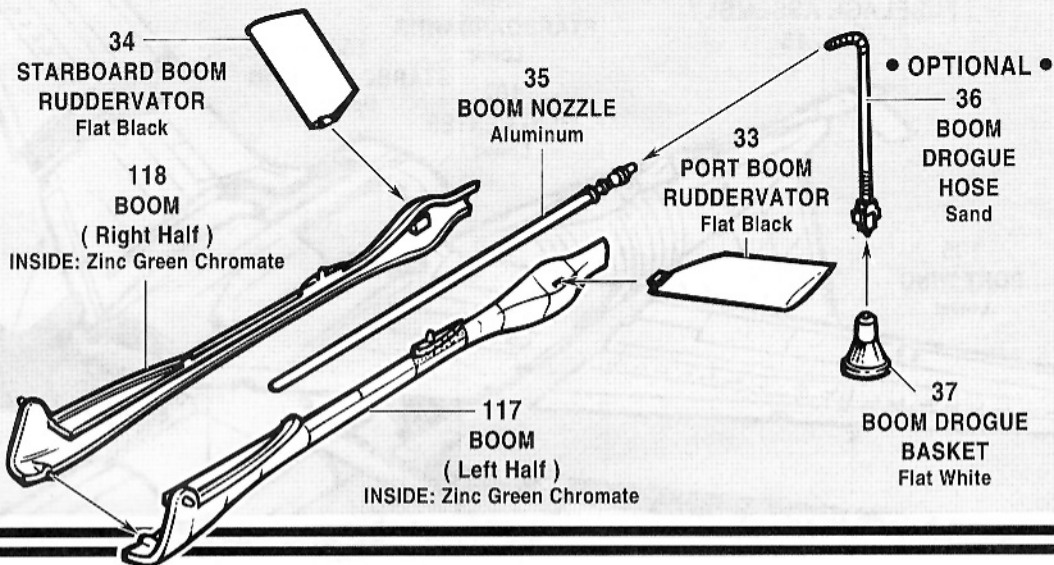 34
STARBOARD BOOM
RUDDERVATOR
Flat Black
35
BOOM NOZZLE
Aluminum
• OPTIONAL •
36
BOOM
DROGUE
HOSE
Sand
33
PORT BOOM
RUDDERVATOR
Flat Black
118
BOOM
( Right Half )
INSIDE: Zinc Green Chromate
117
BOOM
( Left Half )
INSIDE: Zinc Green Chromate
37
BOOM DROGUE
BASKET
Flat White